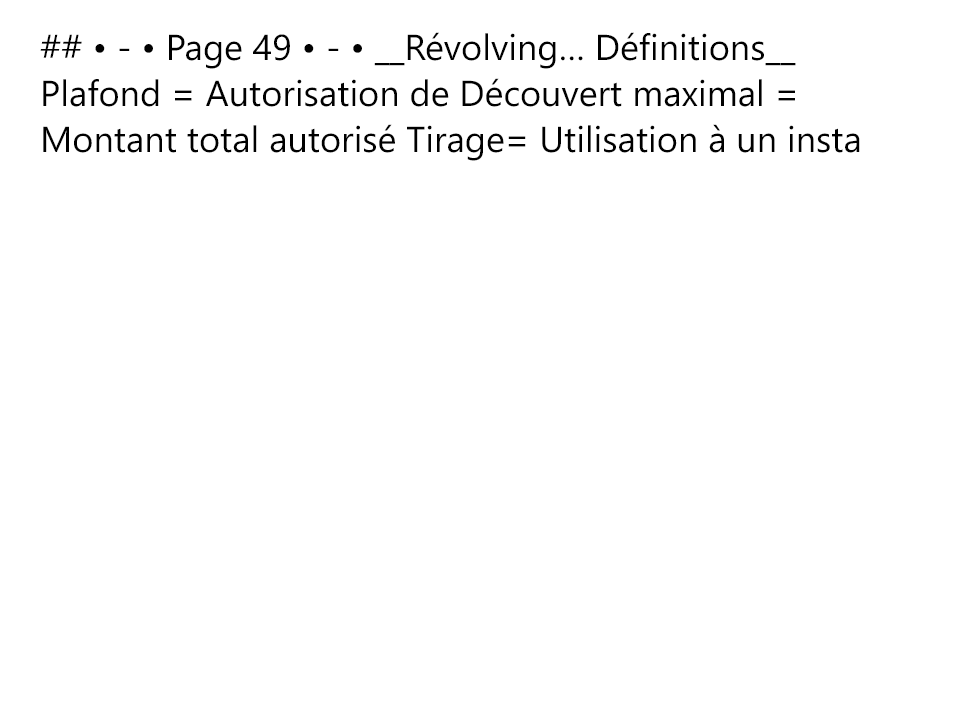 ## • - • Page 49 • - • __Révolving... Définitions__
Plafond = Autorisation de Découvert maximal =
Montant total autorisé Tirage= Utilisation à un insta